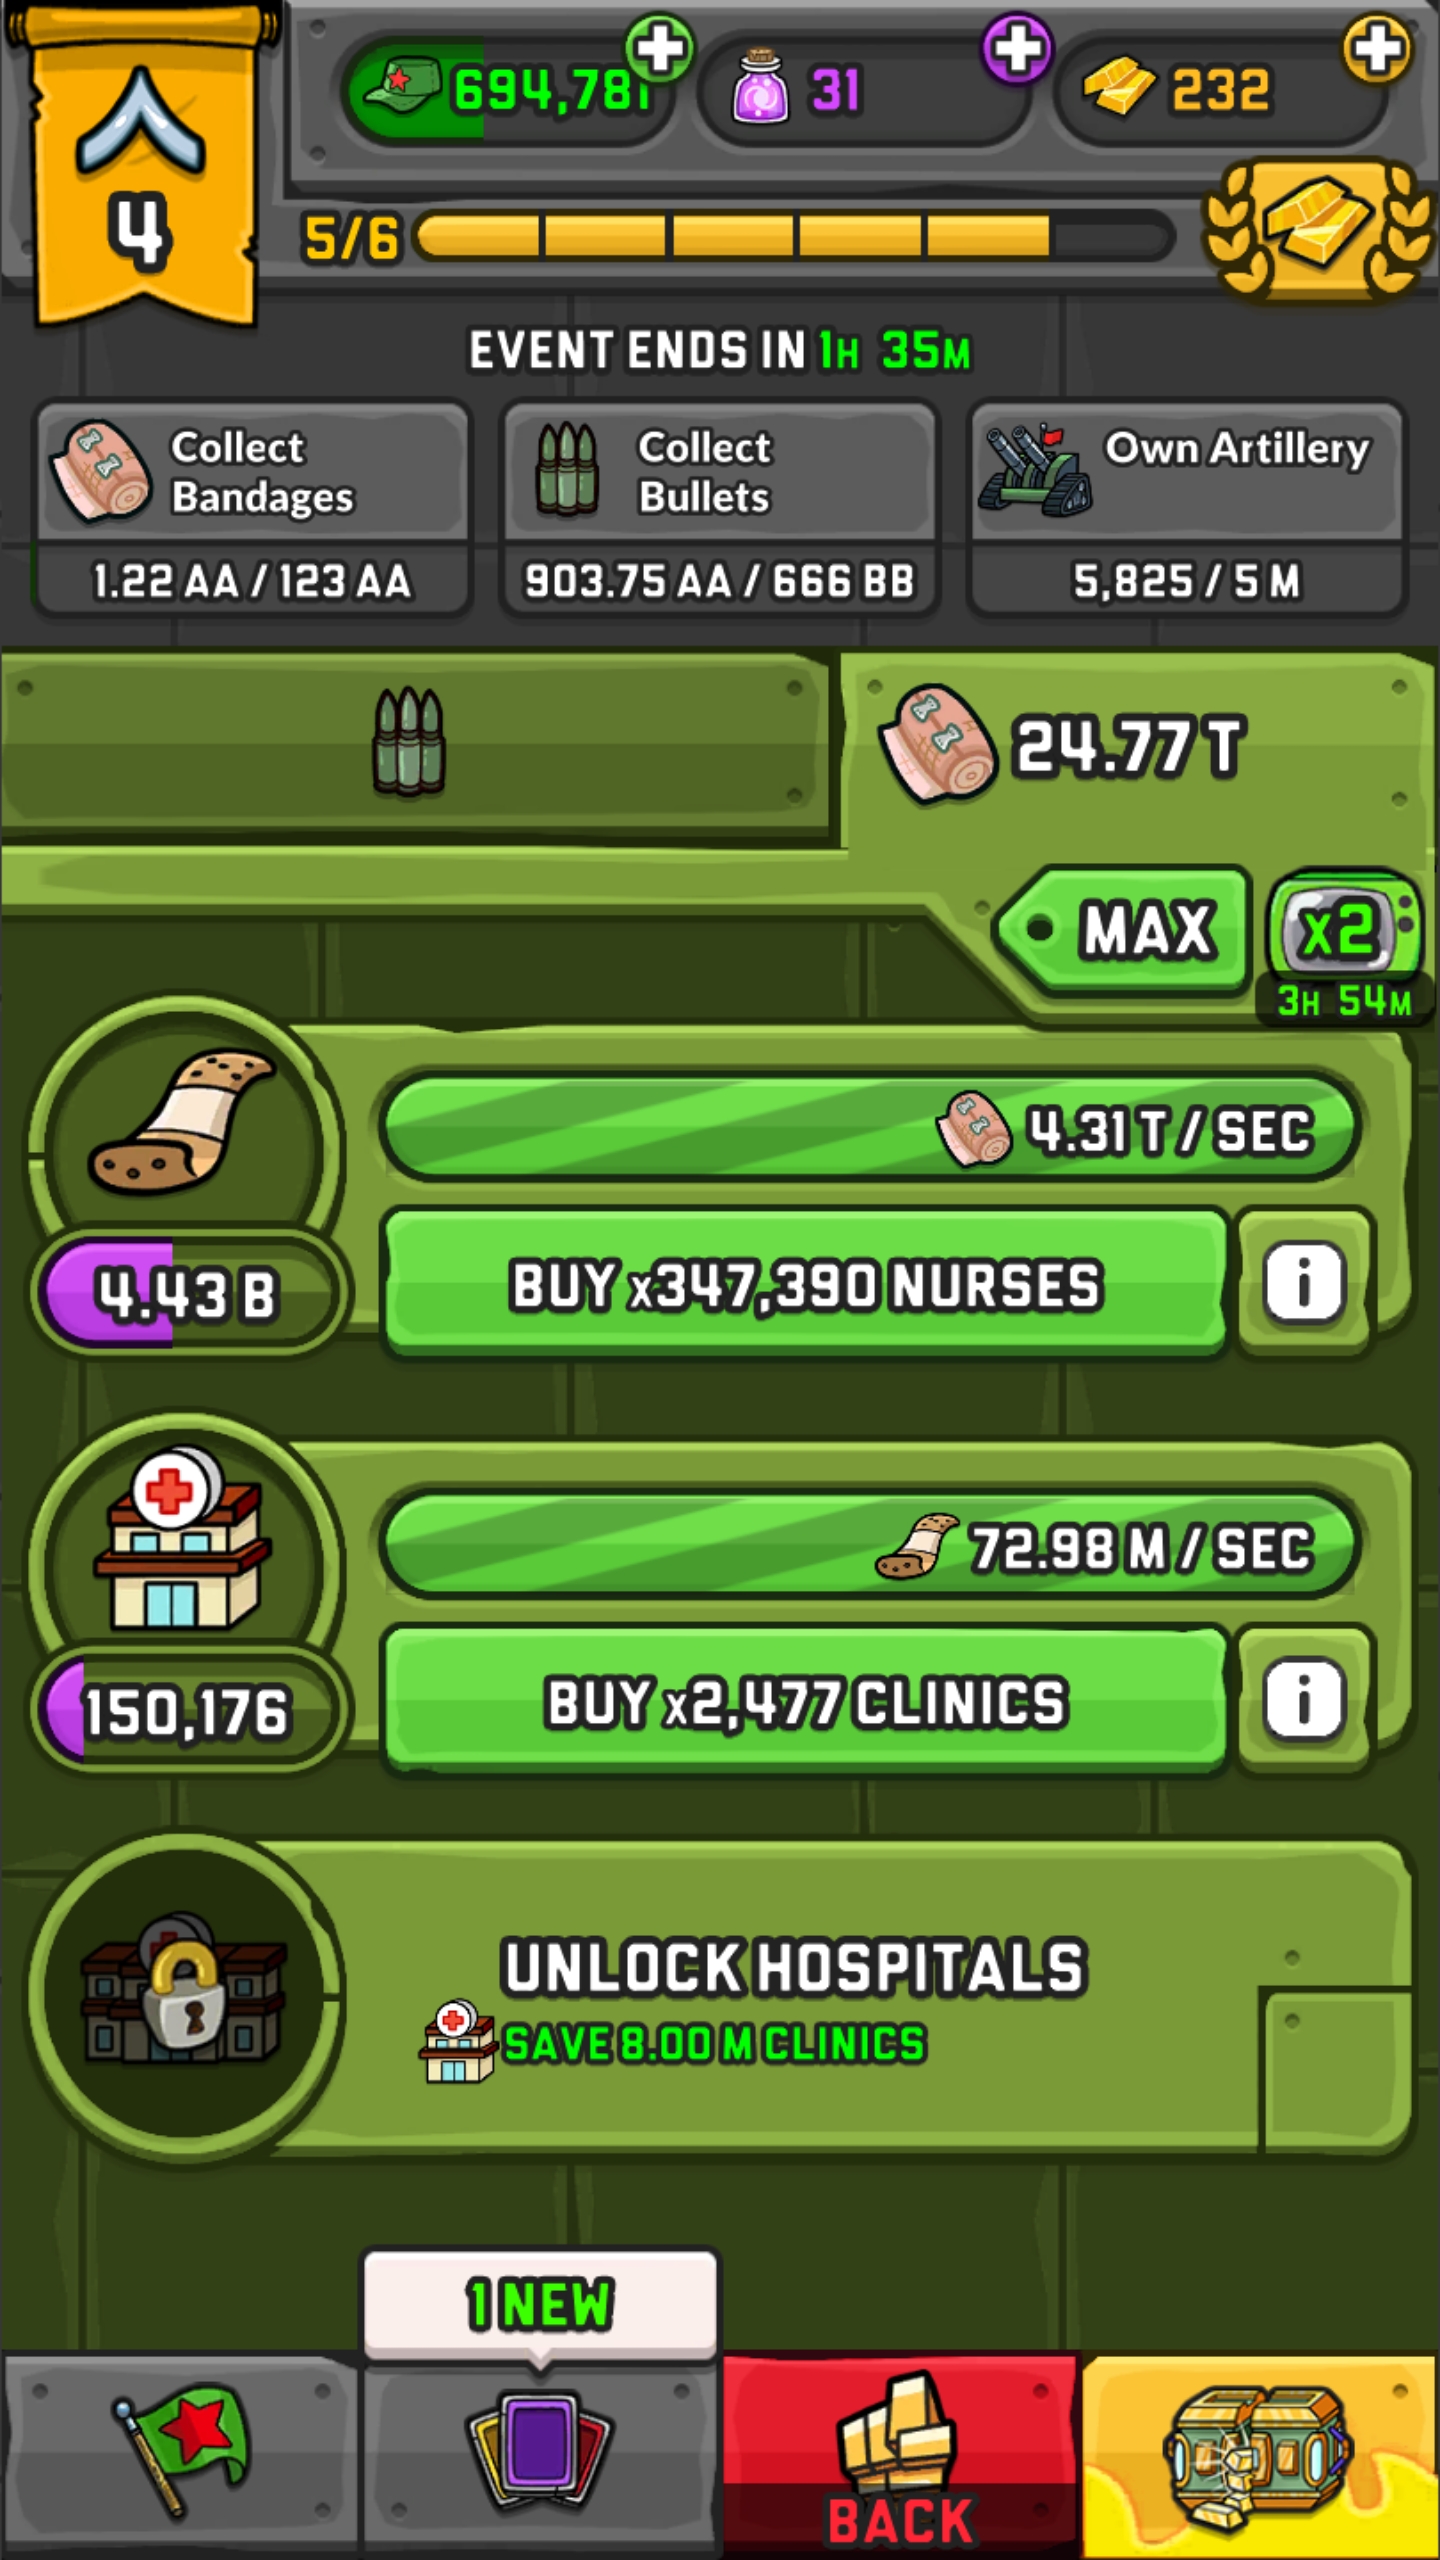 694,781
31
232
4
5/6
EVENT ENDS IN 1H 35M
Collect
Bandages
1.22 AA / 123 AA
Collect
Bullets
903.75 AA / 666 BB
Own Artillery
5,825 / 5 M
24.77 T
MAX
x2
3H 54M
4.31 T / SEC
4.43 B
BUY x347,390 NURSES
i
72.98 M / SEC
150,176
BUY x2,477 CLINICS
i
UNLOCK HOSPITALS
SAVE 8.00 M CLINICS
1 NEW
BACK